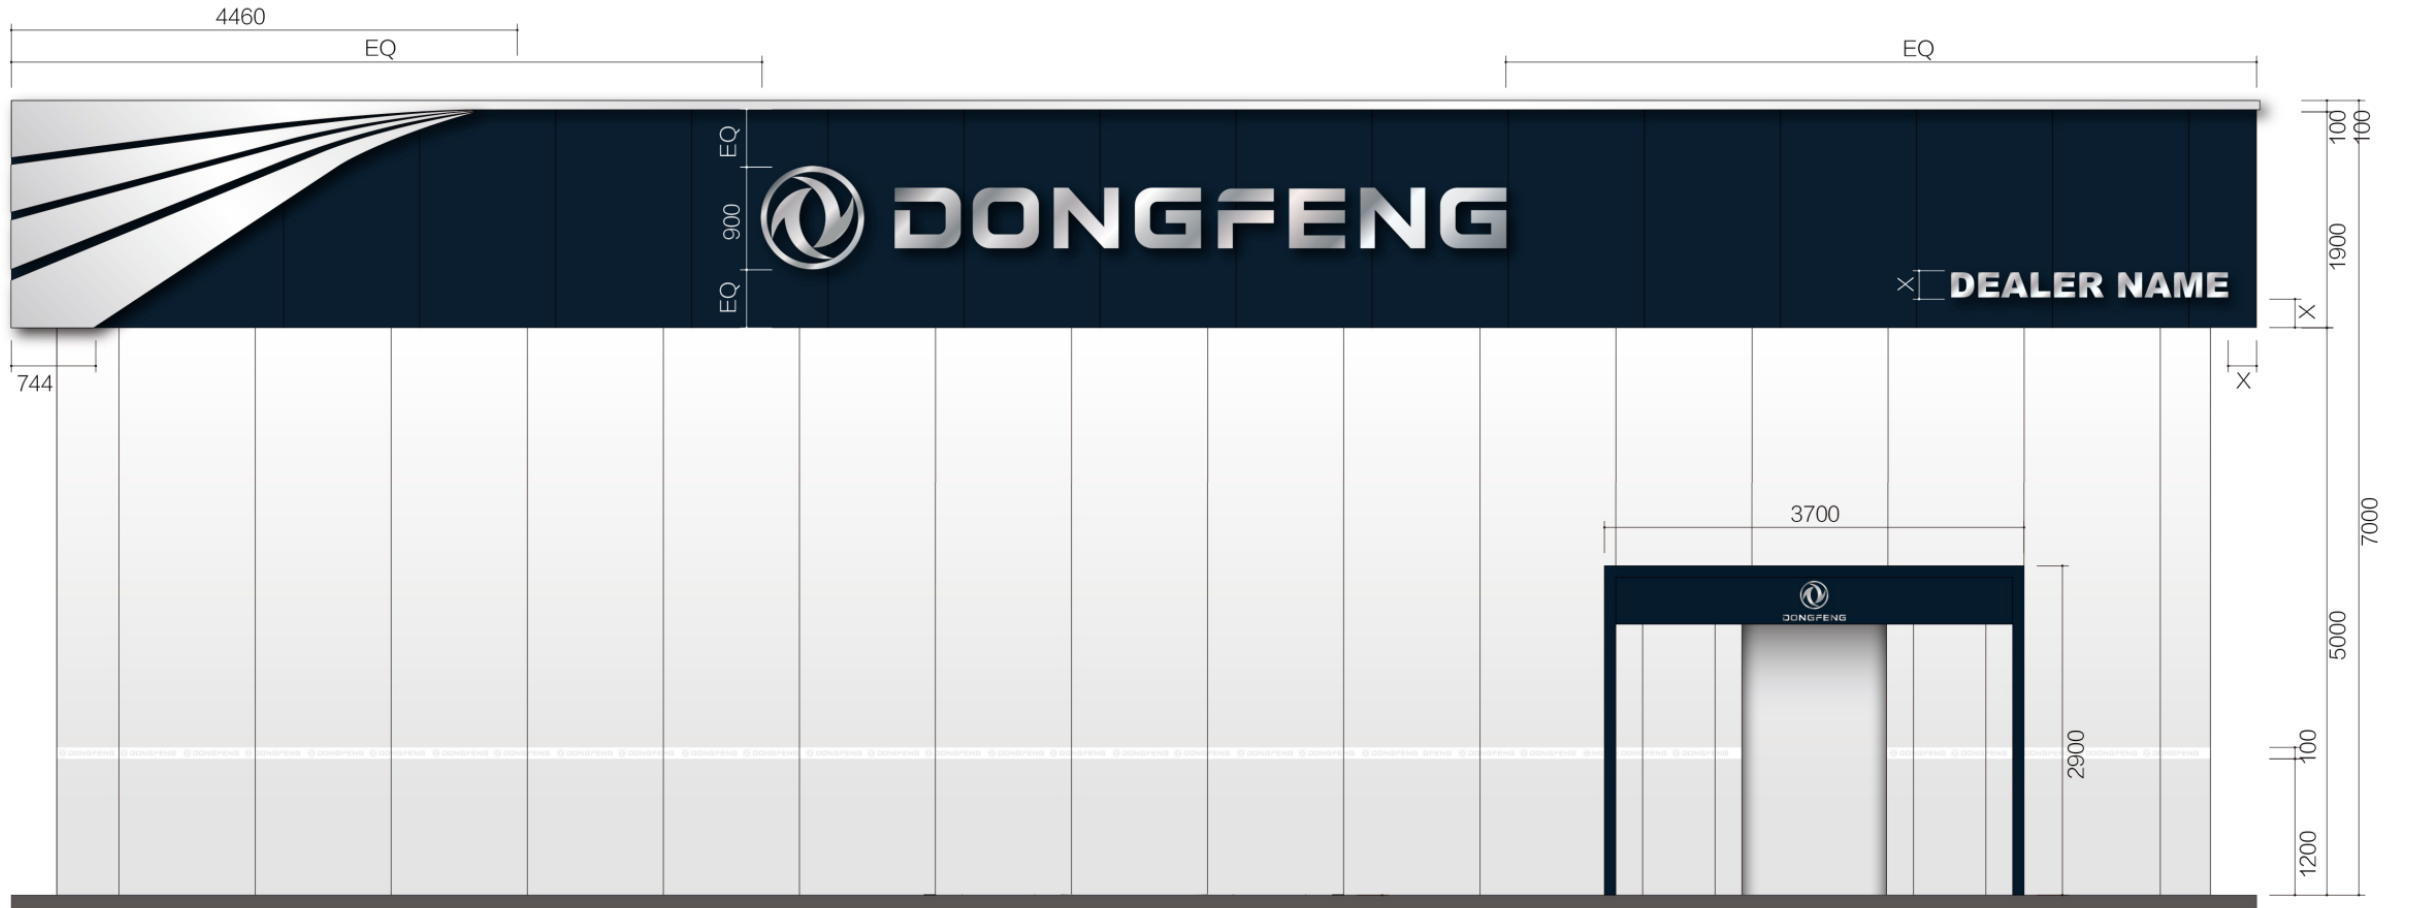 4460
EQ
EQ
100
100
EQ
900
DONGFENG
1900
EQ
X
DEALER NAME
X
744
X
3700
7000
DONGFENG
5000
2900
100
1200